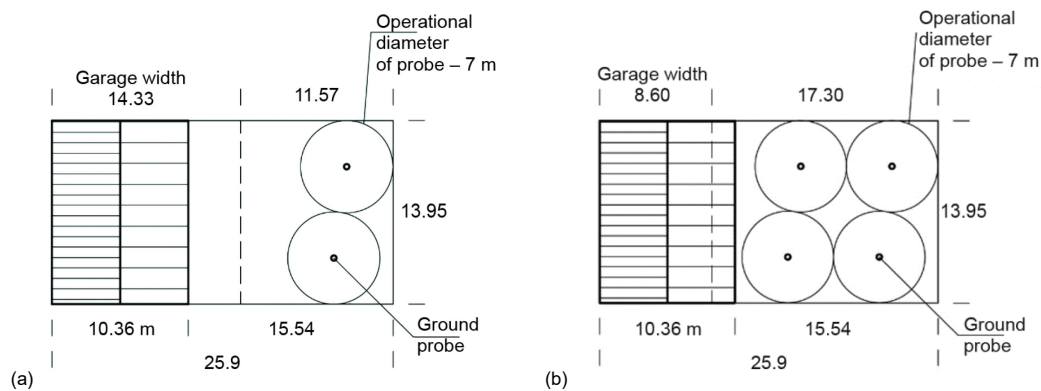 Operational
diameter
of probe – 7 m
Garage width
14.33
11.57
13.95
Ground
probe
10.36 m
15.54
25.9
(a)
Operational
diameter
of probe – 7 m
Garage width
8.60
17.30
13.95
Ground
probe
10.36 m
15.54
25.9
(b)